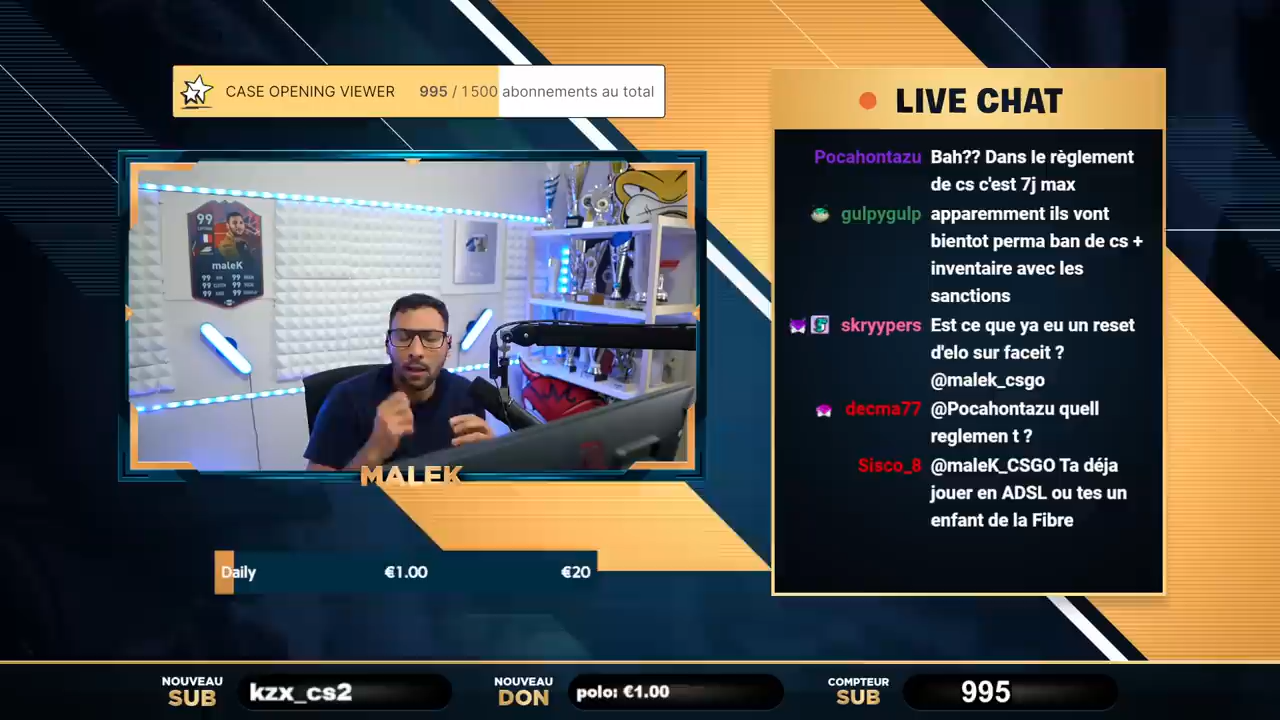 CASE OPENING VIEWER 995 / 1500 abonnements au total
LIVE CHAT
Pocahontazu Bah?? Dans le règlement
de cs c'est 7j max
gulpygulp apparemment ils vont
bientot perma ban de cs +
inventaire avec les
sanctions
skryypers Est ce que ya eu un reset
d'elo sur faceit ?
@malek_csgo
decma77 @Pocahontazu quell
reglemen t ?
Sisco_8 @maleK_CSGO Ta déja
jouer en ADSL ou tes un
enfant de la Fibre
99
maleK
MALEK
Daily €1.00 €20
NOUVEAU
SUB
kzx_cs2
NOUVEAU
DON
polo: €1.00
COMPTEUR
SUB
995